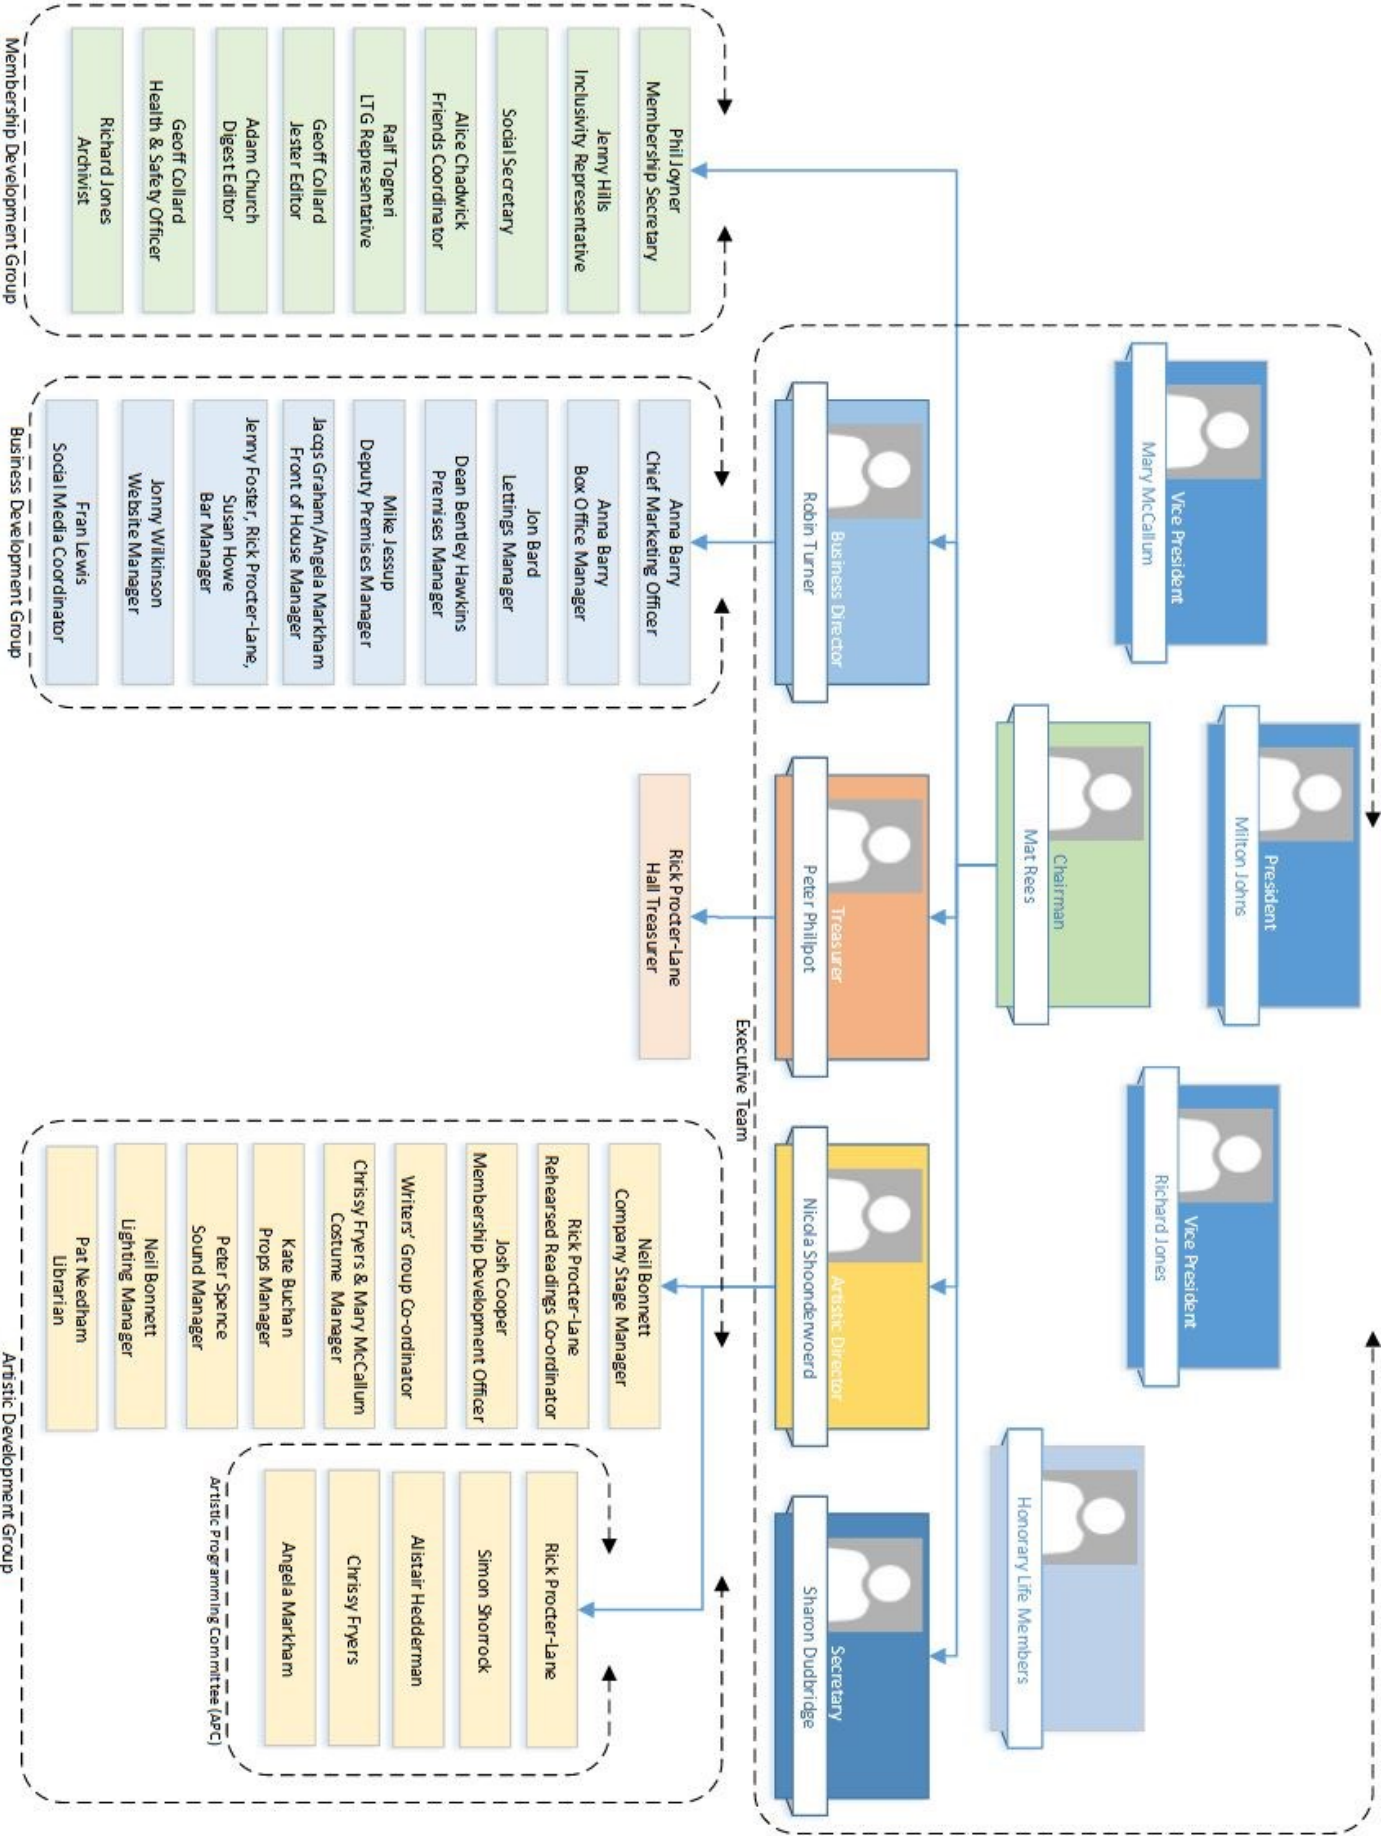 President
Milton Johns
Vice President
Mary McCallum
Vice President
Richard Jones
Chairman
Mat Rees
Honorary Life Members
Business Director
Robin Turner
Treasurer
Peter Phillpot
Artistic Director
Nicola Shoonderwoerd
Secretary
Sharon Dudbridge
Executive Team
Phil Joyner
Membership Secretary
Jenny Hills
Inclusivity Representative
Social Secretary
Alice Chadwick
Friends Coordinator
Ralf Togneri
LTG Representative
Geoff Collard
Jester Editor
Adam Church
Digest Editor
Geoff Collard
Health & Safety Officer
Richard Jones
Archivist
Membership Development Group
Anna Barry
Chief Marketing Officer
Anna Barry
Box Office Manager
Jon Bard
Lettings Manager
Dean Bentley Hawkins
Premises Manager
Mike Jessup
Deputy Premises Manager
Jacqs Graham/Angela Markham
Front of House Manager
Jenny Foster, Rick Procter-Lane,
Susan Howe
Bar Manager
Jonny Wilkinson
Website Manager
Fran Lewis
Social Media Coordinator
Business Development Group
Rick Procter-Lane
Hall Treasurer
Neil Bonnett
Company Stage Manager
Rick Procter-Lane
Rehearsed Readings Co-ordinator
Josh Cooper
Membership Development Officer
Writers' Group Co-ordinator
Chrissy Fryers & Mary McCallum
Costume Manager
Kate Buchan
Props Manager
Peter Spence
Sound Manager
Neil Bonnett
Lighting Manager
Pat Needham
Librarian
Rick Procter-Lane
Simon Shorrock
Alistair Hedderman
Chrissy Fryers
Angela Markham
Artistic Programming Committee (APC)
Artistic Development Group